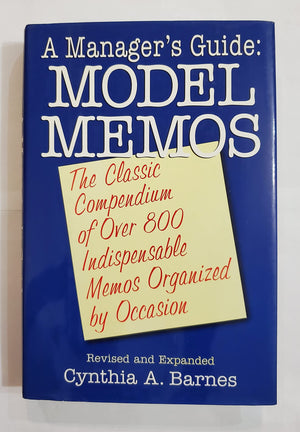 A Manager's Guide:
MODEL
MEMOS
The Classic
Compendium
of Over 800
Indispensable
Memos Organized
by Occasion
Revised and Expanded
Cynthia A. Barnes